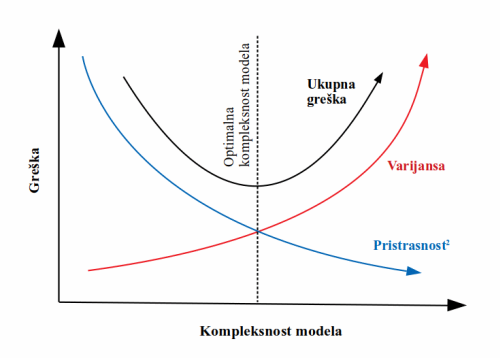 Optimalna
kompleksnost modela
Ukupna
greška
Varijansa
Pristrasnost²
Greška
Kompleksnost modela